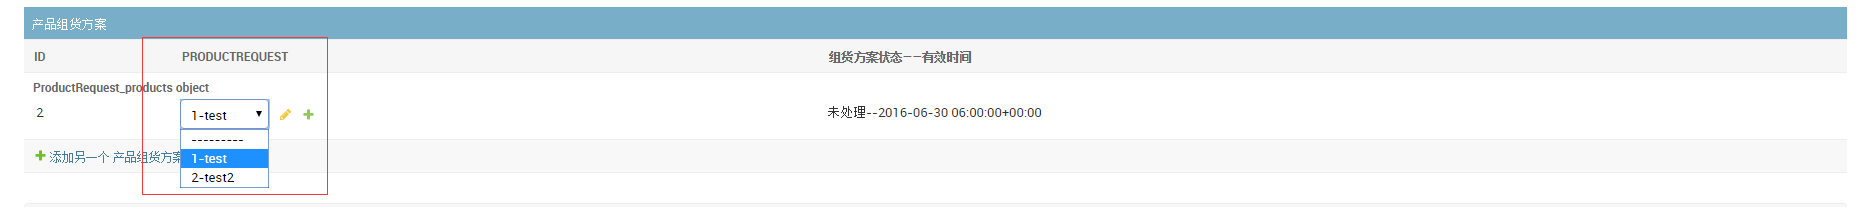 产品组货方案
ID PRODUCTREQUEST 组货方案状态--有效时间
ProductRequest_products object
2 1-test 未处理--2016-06-30 06:00:00+00:00
---------
添加另一个 产品组货方案 1-test
2-test2